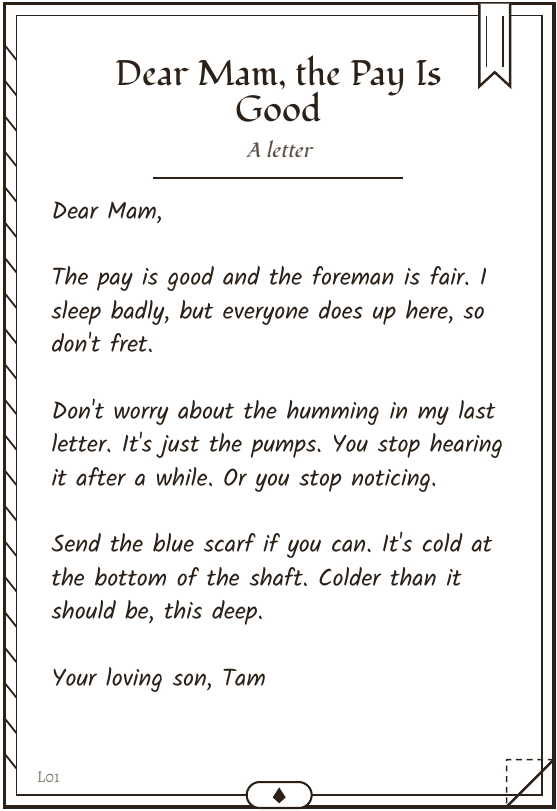 Dear Mam, the Pay Is
Good
A letter
Dear Mam,
The pay is good and the foreman is fair. I
sleep badly, but everyone does up here, so
don't fret.
Don't worry about the humming in my last
letter. It's just the pumps. You stop hearing
it after a while. Or you stop noticing.
Send the blue scarf if you can. It's cold at
the bottom of the shaft. Colder than it
should be, this deep.
Your loving son, Tam
L01